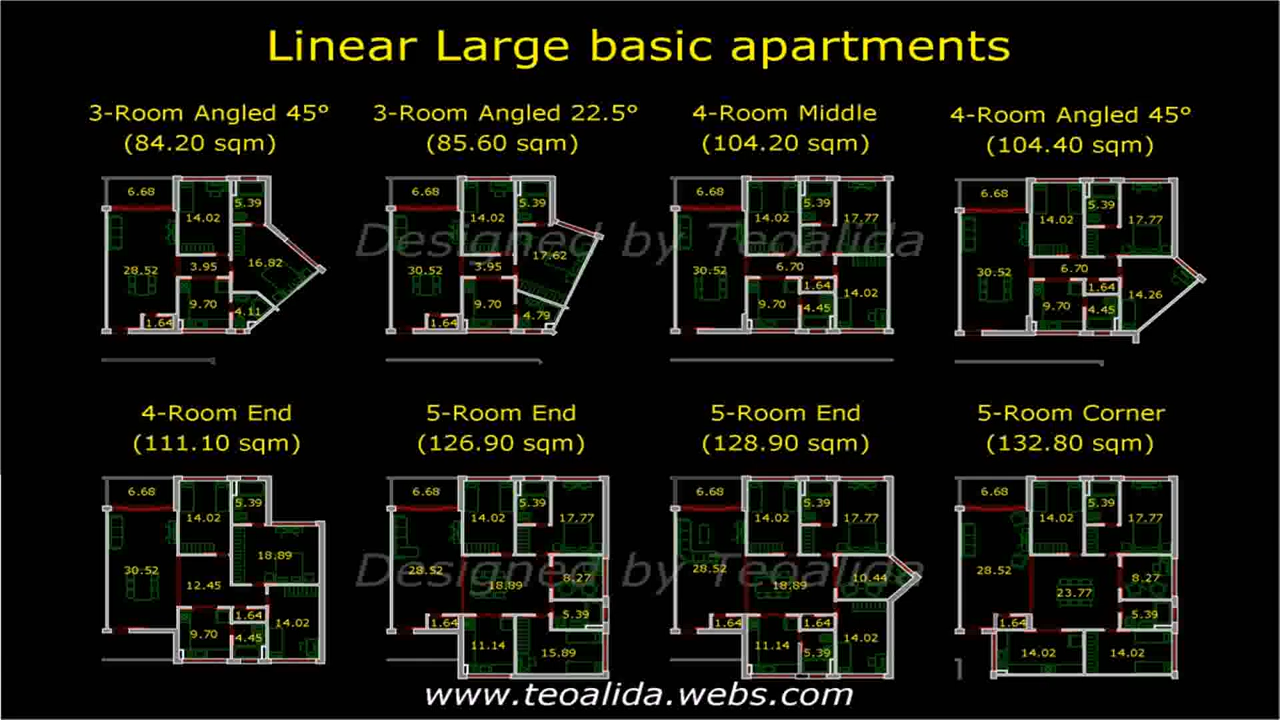 Linear Large basic apartments
3-Room Angled 45° 3-Room Angled 22.5° 4-Room Middle 4-Room Angled 45°
(84.20 sqm) (85.60 sqm) (104.20 sqm) (104.40 sqm)
6.68 5.39 14.02 28.52 3.95 16.82 9.70 4.11 1.64
6.68 5.39 14.02 30.52 3.95 17.62 9.70 4.79 1.64
6.68 5.39 14.02 17.77 30.52 6.70 1.64 9.70 4.45 14.02
6.68 5.39 14.02 17.77 30.52 6.70 1.64 9.70 4.45 14.26
Designed by Teoalida
4-Room End 5-Room End 5-Room End 5-Room Corner
(111.10 sqm) (126.90 sqm) (128.90 sqm) (132.80 sqm)
6.68 5.39 14.02 18.89 30.52 12.45 1.64 9.70 4.45 14.02
6.68 5.39 14.02 17.77 28.52 18.89 8.27 5.39 1.64 11.14 15.89
6.68 5.39 14.02 17.77 28.52 18.89 10.44 1.64 1.64 11.14 5.39 14.02
6.68 5.39 14.02 17.77 28.52 23.77 8.27 5.39 1.64 14.02 14.02
Designed by Teoalida
www.teoalida.webs.com